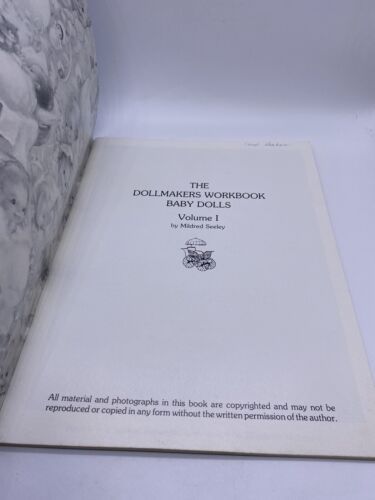 THE
DOLLMAKERS WORKBOOK
BABY DOLLS
Volume I
by Mildred Seeley
All material and photographs in this book are copyrighted and may not be
reproduced or copied in any form without the written permission of the author.